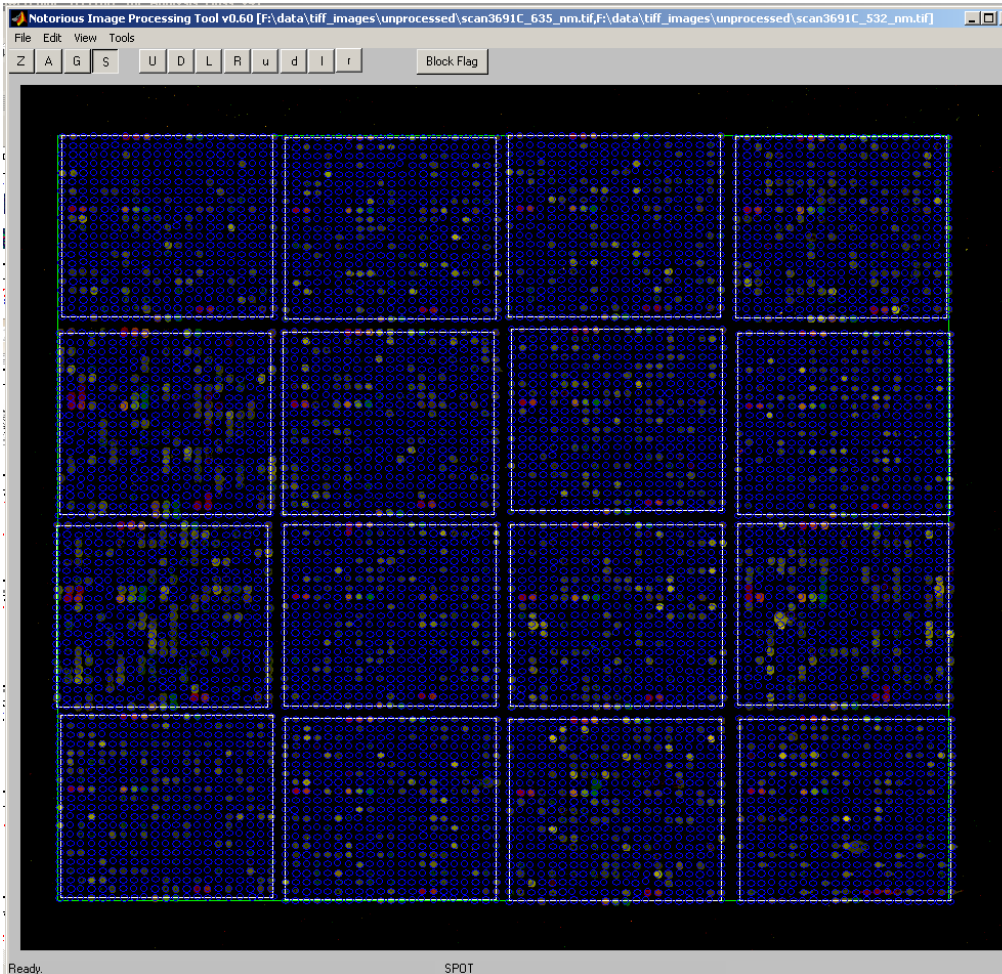 Notorious Image Processing Tool v0.60 [F:\data\tiff_images\unprocessed\scan3691C_635_nm.tif,F:\data\tiff_images\unprocessed\scan3691C_532_nm.tif]
File Edit View Tools
Z A G S U D L R u d l r Block Flag
Ready. SPOT